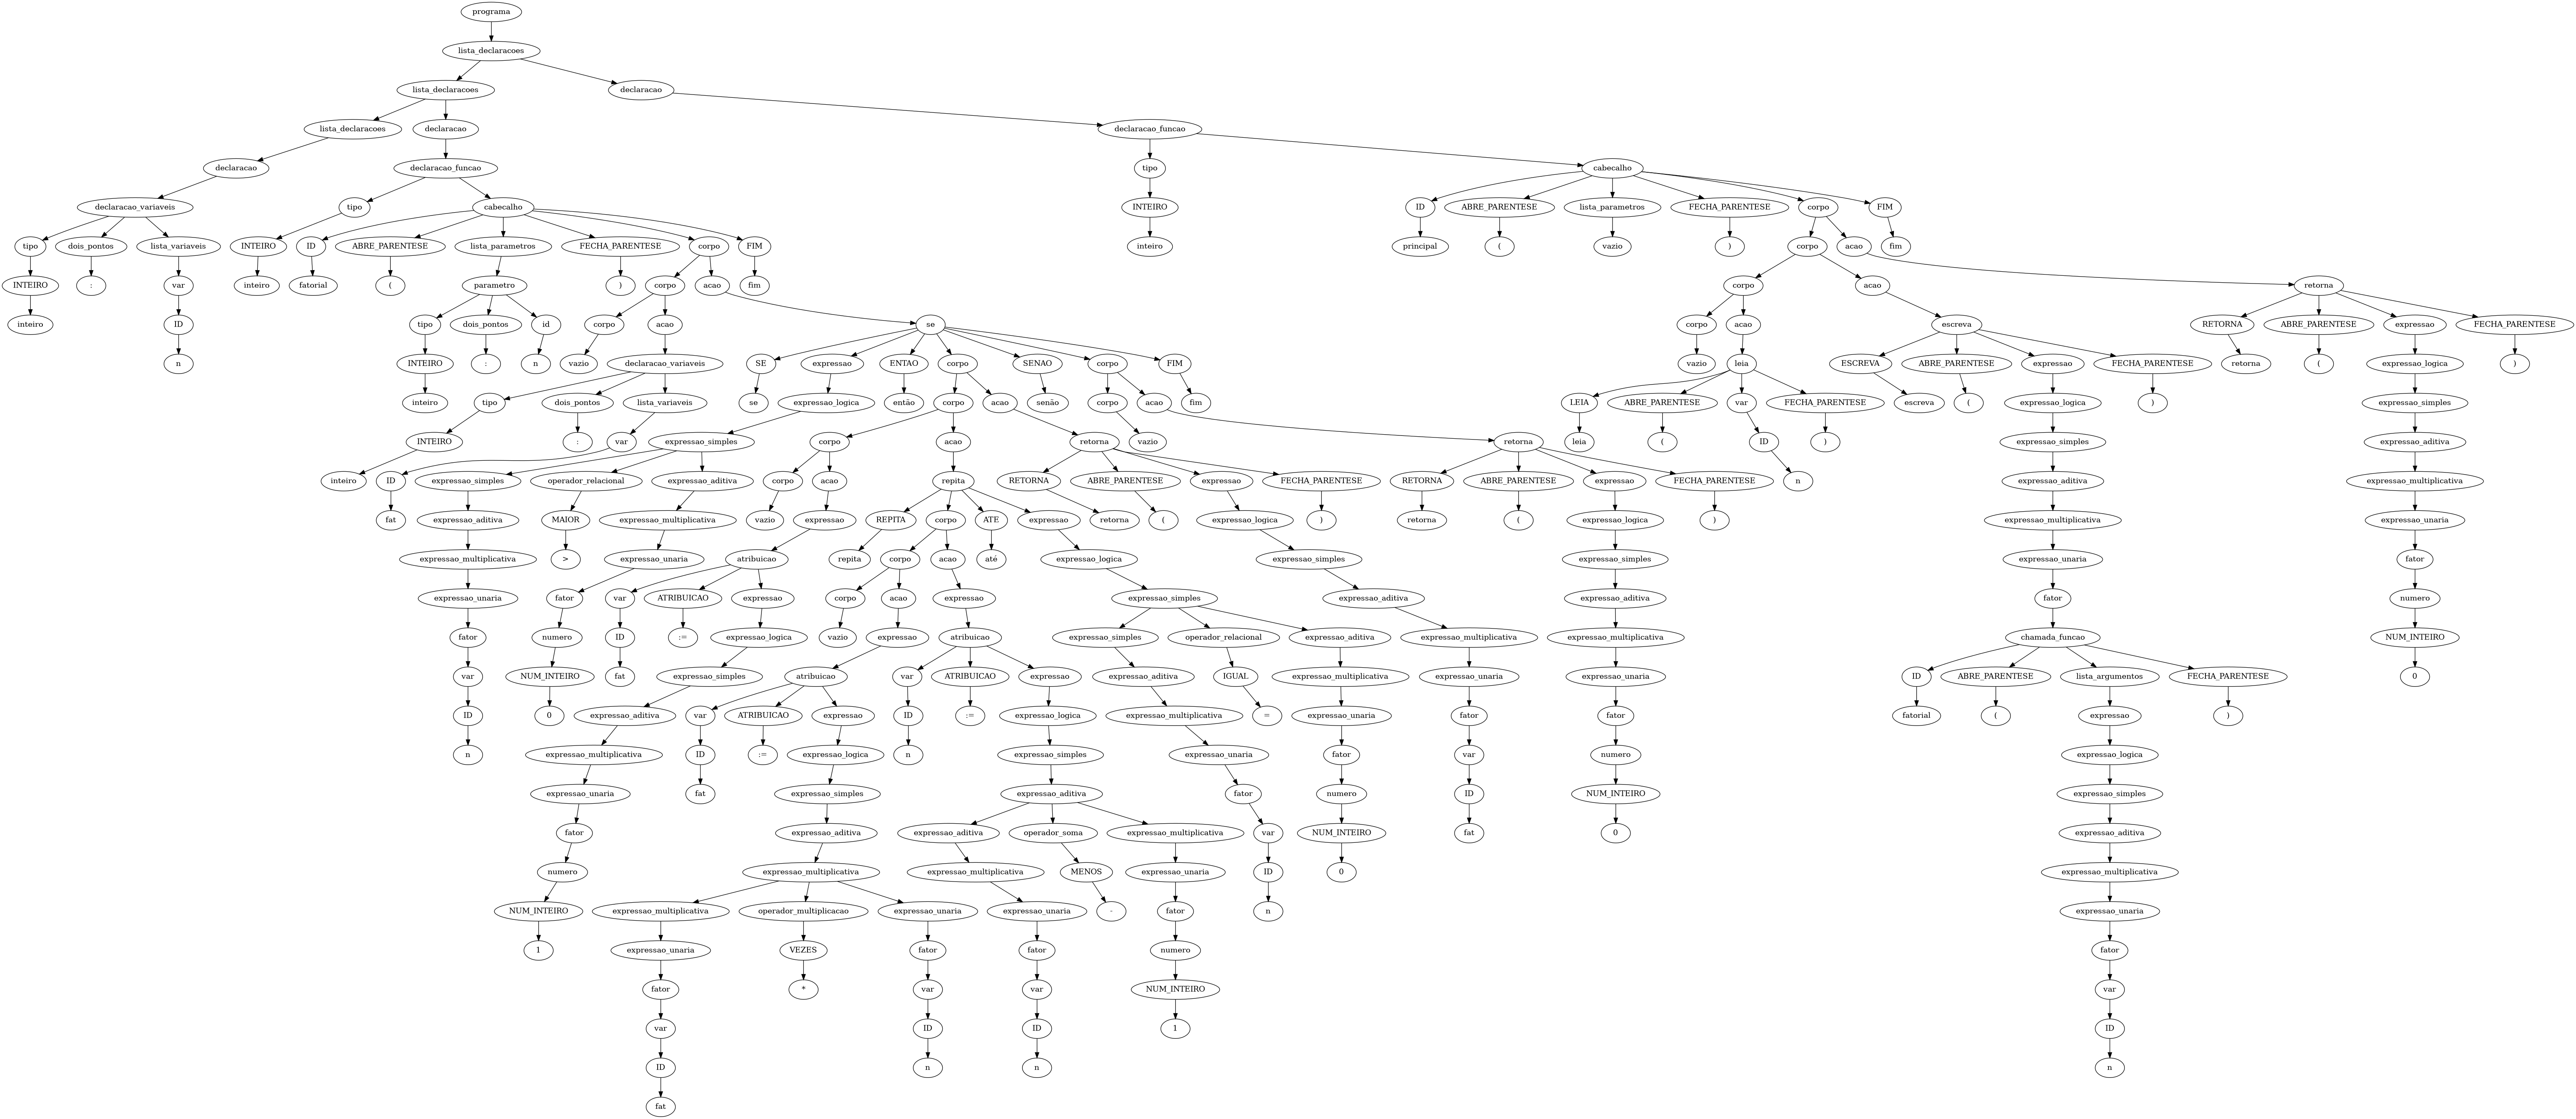 programa
lista_declaracoes
lista_declaracoes declaracao
lista_declaracoes declaracao declaracao_funcao
declaracao declaracao_funcao tipo cabecalho
declaracao_variaveis tipo cabecalho INTEIRO ID ABRE_PARENTESE lista_parametros FECHA_PARENTESE corpo FIM
tipo dois_pontos lista_variaveis INTEIRO ID ABRE_PARENTESE lista_parametros FECHA_PARENTESE corpo FIM inteiro principal ( vazio ) corpo acao fim
INTEIRO : var inteiro fatorial ( parametro ) corpo acao fim corpo acao retorna
inteiro ID tipo dois_pontos id corpo acao se corpo acao escreva RETORNA ABRE_PARENTESE expressao FECHA_PARENTESE
n INTEIRO : n vazio declaracao_variaveis SE expressao ENTAO corpo SENAO corpo FIM vazio leia ESCREVA ABRE_PARENTESE expressao FECHA_PARENTESE retorna ( expressao_logica )
inteiro tipo dois_pontos lista_variaveis se expressao_logica então corpo acao senão corpo acao fim LEIA ABRE_PARENTESE var FECHA_PARENTESE escreva ( expressao_logica ) expressao_simples
INTEIRO : var expressao_simples corpo acao retorna vazio retorna leia ( ID ) expressao_simples expressao_aditiva
inteiro ID expressao_simples operador_relacional expressao_aditiva corpo acao repita RETORNA ABRE_PARENTESE expressao FECHA_PARENTESE RETORNA ABRE_PARENTESE expressao FECHA_PARENTESE n expressao_aditiva expressao_multiplicativa
fat expressao_aditiva MAIOR expressao_multiplicativa vazio expressao REPITA corpo ATE expressao retorna ( expressao_logica ) retorna ( expressao_logica ) expressao_multiplicativa expressao_unaria
expressao_multiplicativa > expressao_unaria atribuicao repita corpo acao até expressao_logica expressao_simples expressao_simples expressao_unaria fator
expressao_unaria fator var ATRIBUICAO expressao corpo acao expressao expressao_simples expressao_aditiva expressao_aditiva fator numero
fator numero ID := expressao_logica vazio expressao atribuicao expressao_simples operador_relacional expressao_aditiva expressao_multiplicativa expressao_multiplicativa chamada_funcao NUM_INTEIRO
var NUM_INTEIRO fat expressao_simples atribuicao var ATRIBUICAO expressao expressao_aditiva IGUAL expressao_multiplicativa expressao_unaria expressao_unaria ID ABRE_PARENTESE lista_argumentos FECHA_PARENTESE 0
ID 0 expressao_aditiva var ATRIBUICAO expressao ID := expressao_logica expressao_multiplicativa = expressao_unaria fator fator fatorial ( expressao )
n expressao_multiplicativa ID := expressao_logica n expressao_simples expressao_unaria fator var numero expressao_logica
expressao_unaria fat expressao_simples expressao_aditiva fator numero ID NUM_INTEIRO expressao_simples
fator expressao_aditiva expressao_aditiva operador_soma expressao_multiplicativa var NUM_INTEIRO fat 0 expressao_aditiva
numero expressao_multiplicativa expressao_multiplicativa MENOS expressao_unaria ID 0 expressao_multiplicativa
NUM_INTEIRO expressao_multiplicativa operador_multiplicacao expressao_unaria expressao_unaria - fator n expressao_unaria
1 expressao_unaria VEZES fator fator numero fator
fator * var var NUM_INTEIRO var
var ID ID 1 ID
ID n n n
fat